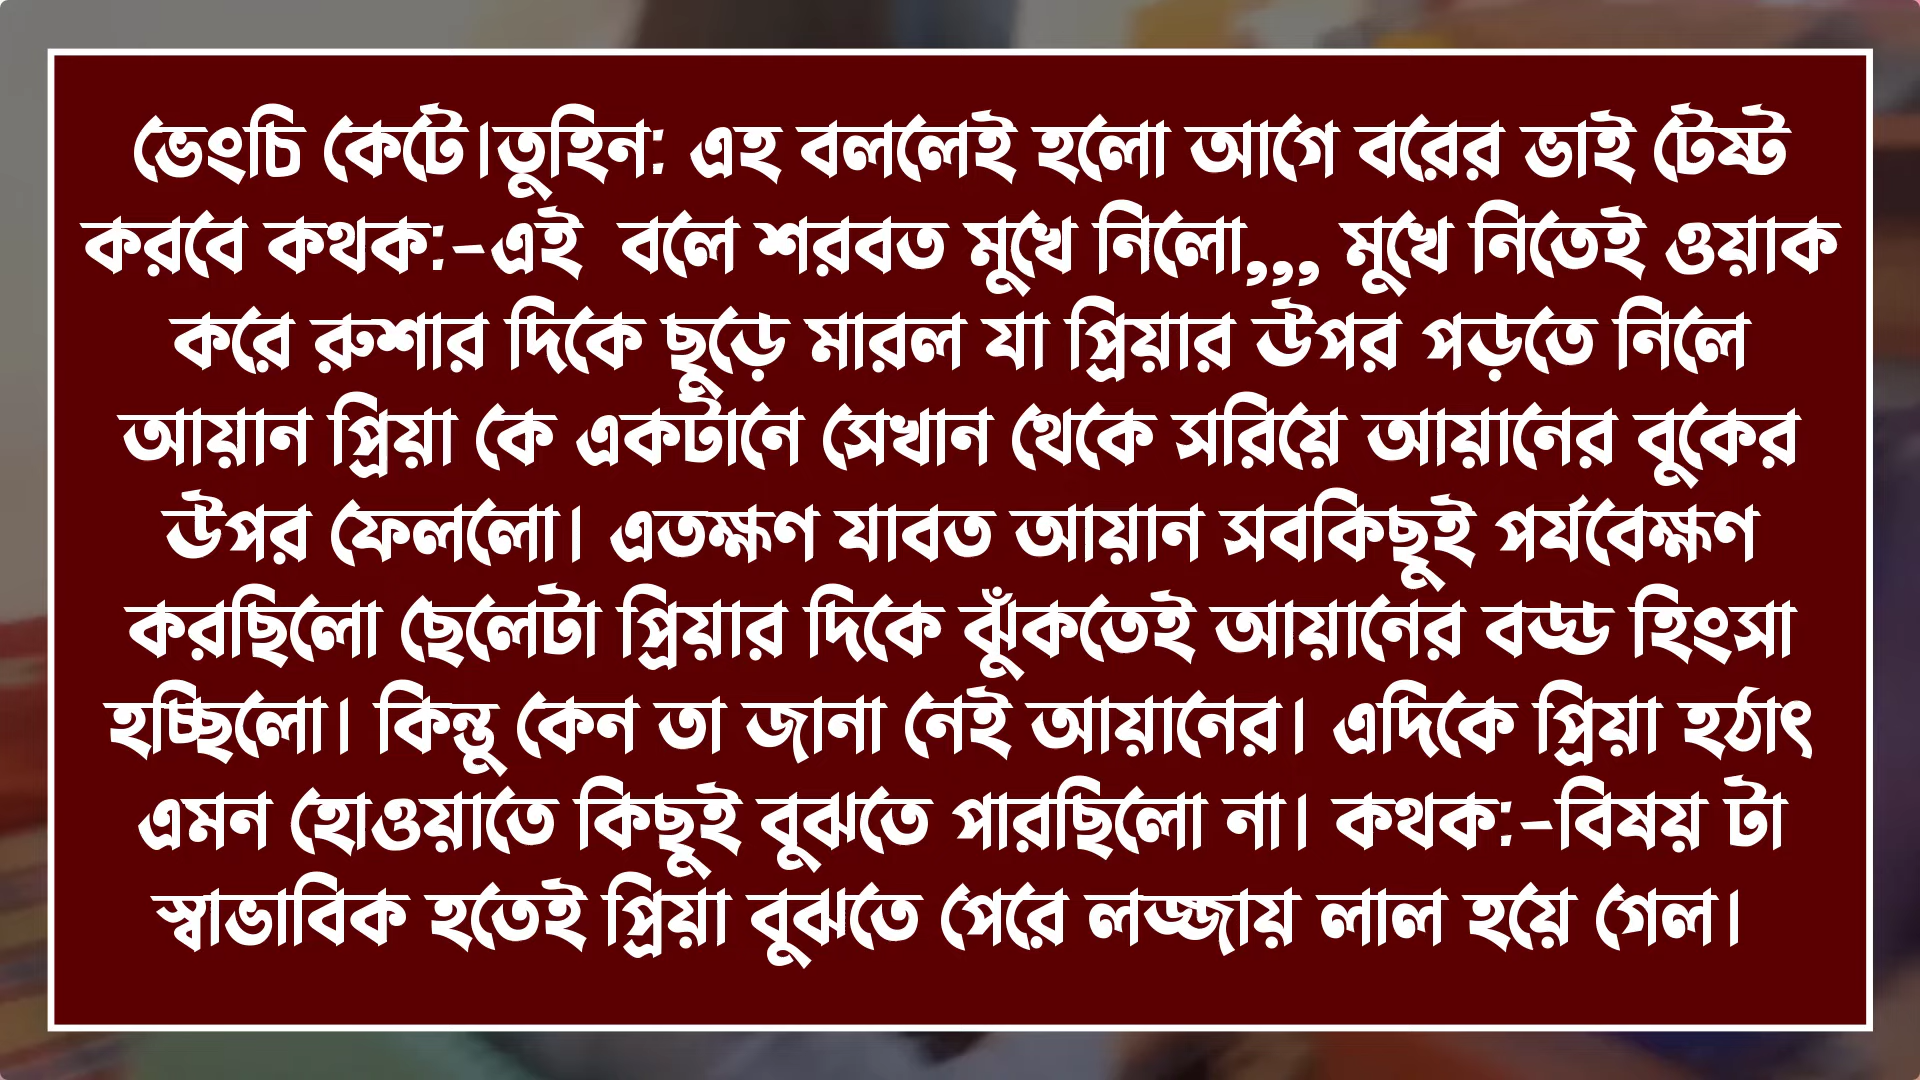 ভেংচি কেটে।তুহিন: এহ বললেই হলো আগে বরের ভাই টেষ্ট
করবে কথক:-এই  বলে শরবত মুখে নিলো,,, মুখে নিতেই ওয়াক
করে রুশার দিকে ছুড়ে মারল যা প্রিয়ার উপর পড়তে নিলে
আয়ান প্রিয়া কে একটানে সেখান থেকে সরিয়ে আয়ানের বুকের
উপর ফেললো। এতক্ষণ যাবত আয়ান সবকিছুই পর্যবেক্ষণ
করছিলো ছেলেটা প্রিয়ার দিকে ঝুঁকতেই আয়ানের বড্ড হিংসা
হচ্ছিলো। কিন্তু কেন তা জানা নেই আয়ানের। এদিকে প্রিয়া হঠাৎ
এমন হোওয়াতে কিছুই বুঝতে পারছিলো না। কথক:-বিষয় টা
স্বাভাবিক হতেই প্রিয়া বুঝতে পেরে লজ্জায় লাল হয়ে গেল।